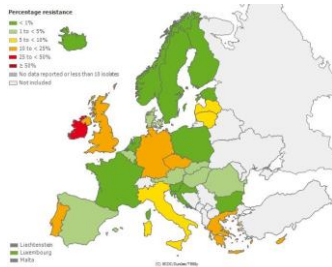 Percentage resistance
< 1%
1 to < 5%
5 to < 10%
10 to < 25%
25 to < 50%
≥ 50%
No data reported or less than 10 isolates
Not included
Liechtenstein
Luxembourg
Malta